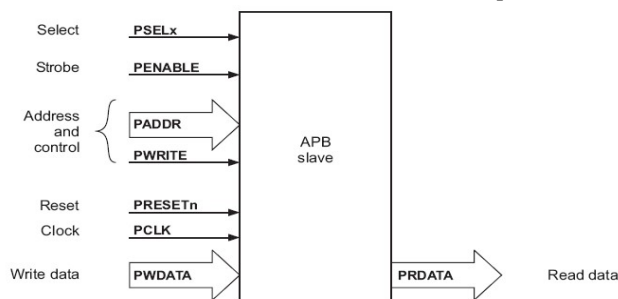 Select PSELx
Strobe PENABLE
Address
and
control
PADDR
PWRITE
APB
slave
Reset PRESETn
Clock PCLK
Write data PWDATA PRDATA Read data